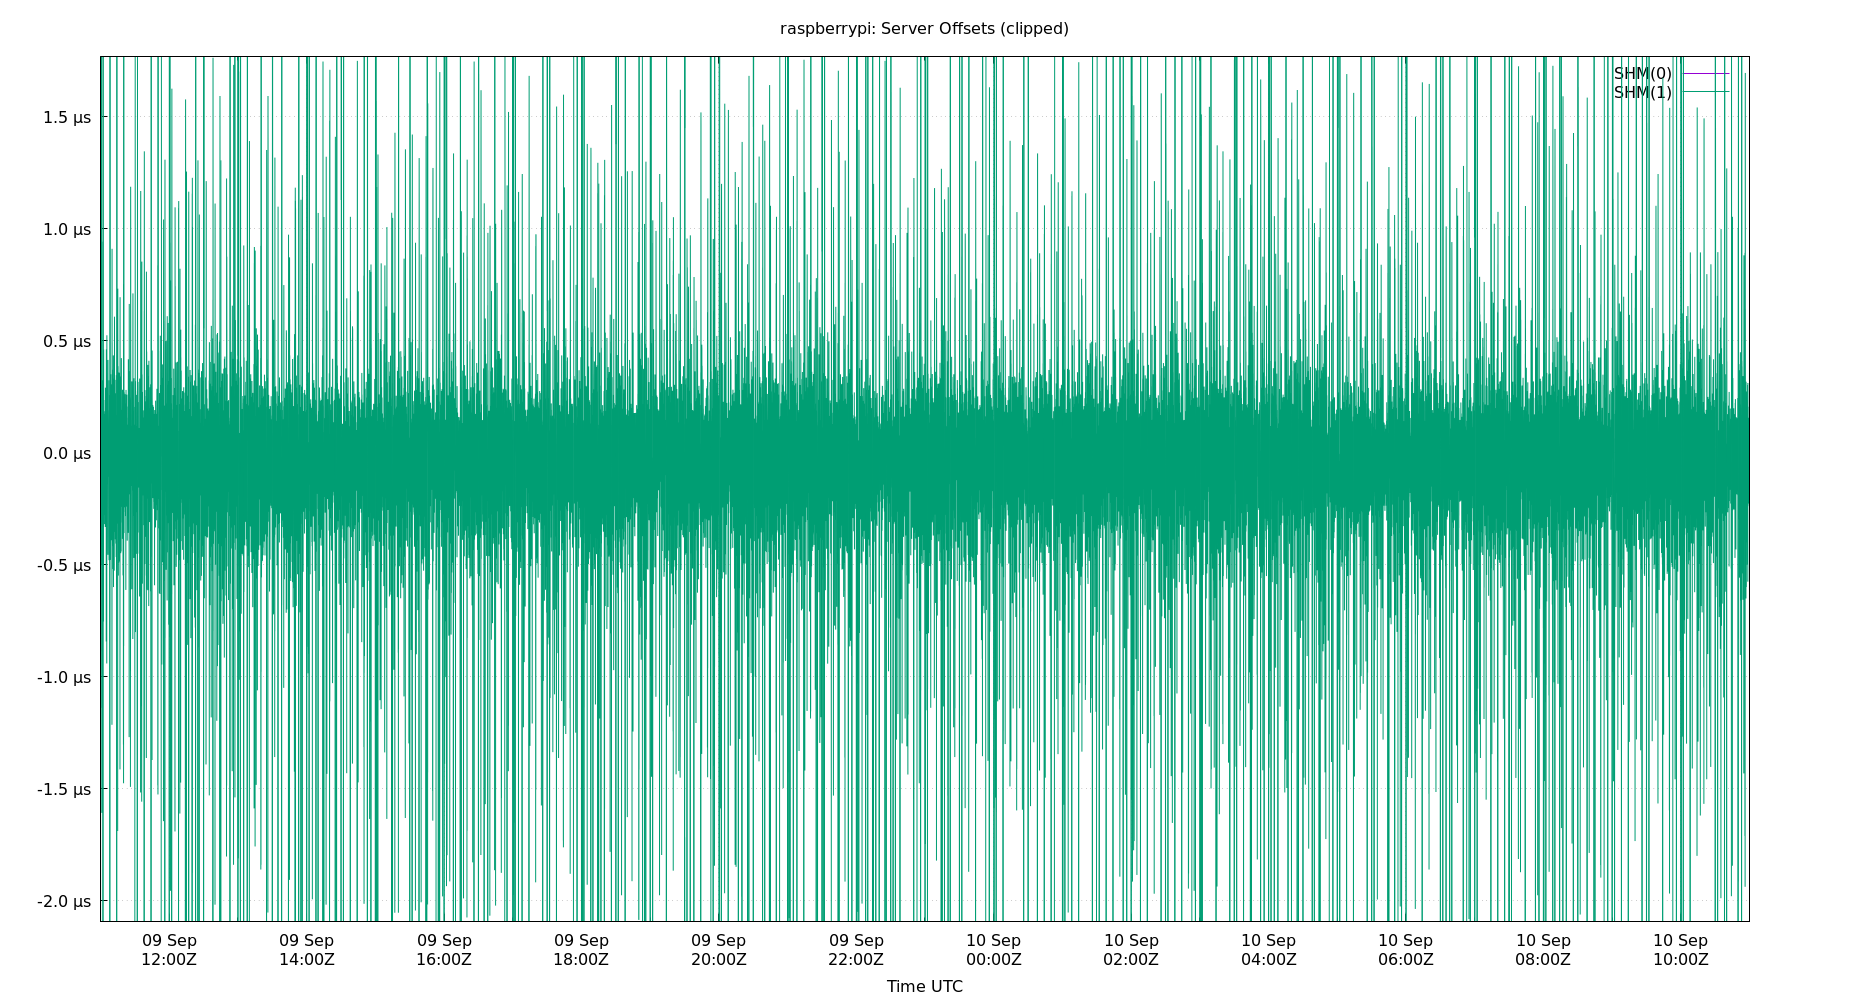 raspberrypi: Server Offsets (clipped)
SHM(0)
SHM(1)
1.5 µs
1.0 µs
0.5 µs
0.0 µs
-0.5 µs
-1.0 µs
-1.5 µs
-2.0 µs
09 Sep 09 Sep 09 Sep 09 Sep 09 Sep 09 Sep 10 Sep 10 Sep 10 Sep 10 Sep 10 Sep 10 Sep
12:00Z 14:00Z 16:00Z 18:00Z 20:00Z 22:00Z 00:00Z 02:00Z 04:00Z 06:00Z 08:00Z 10:00Z
Time UTC